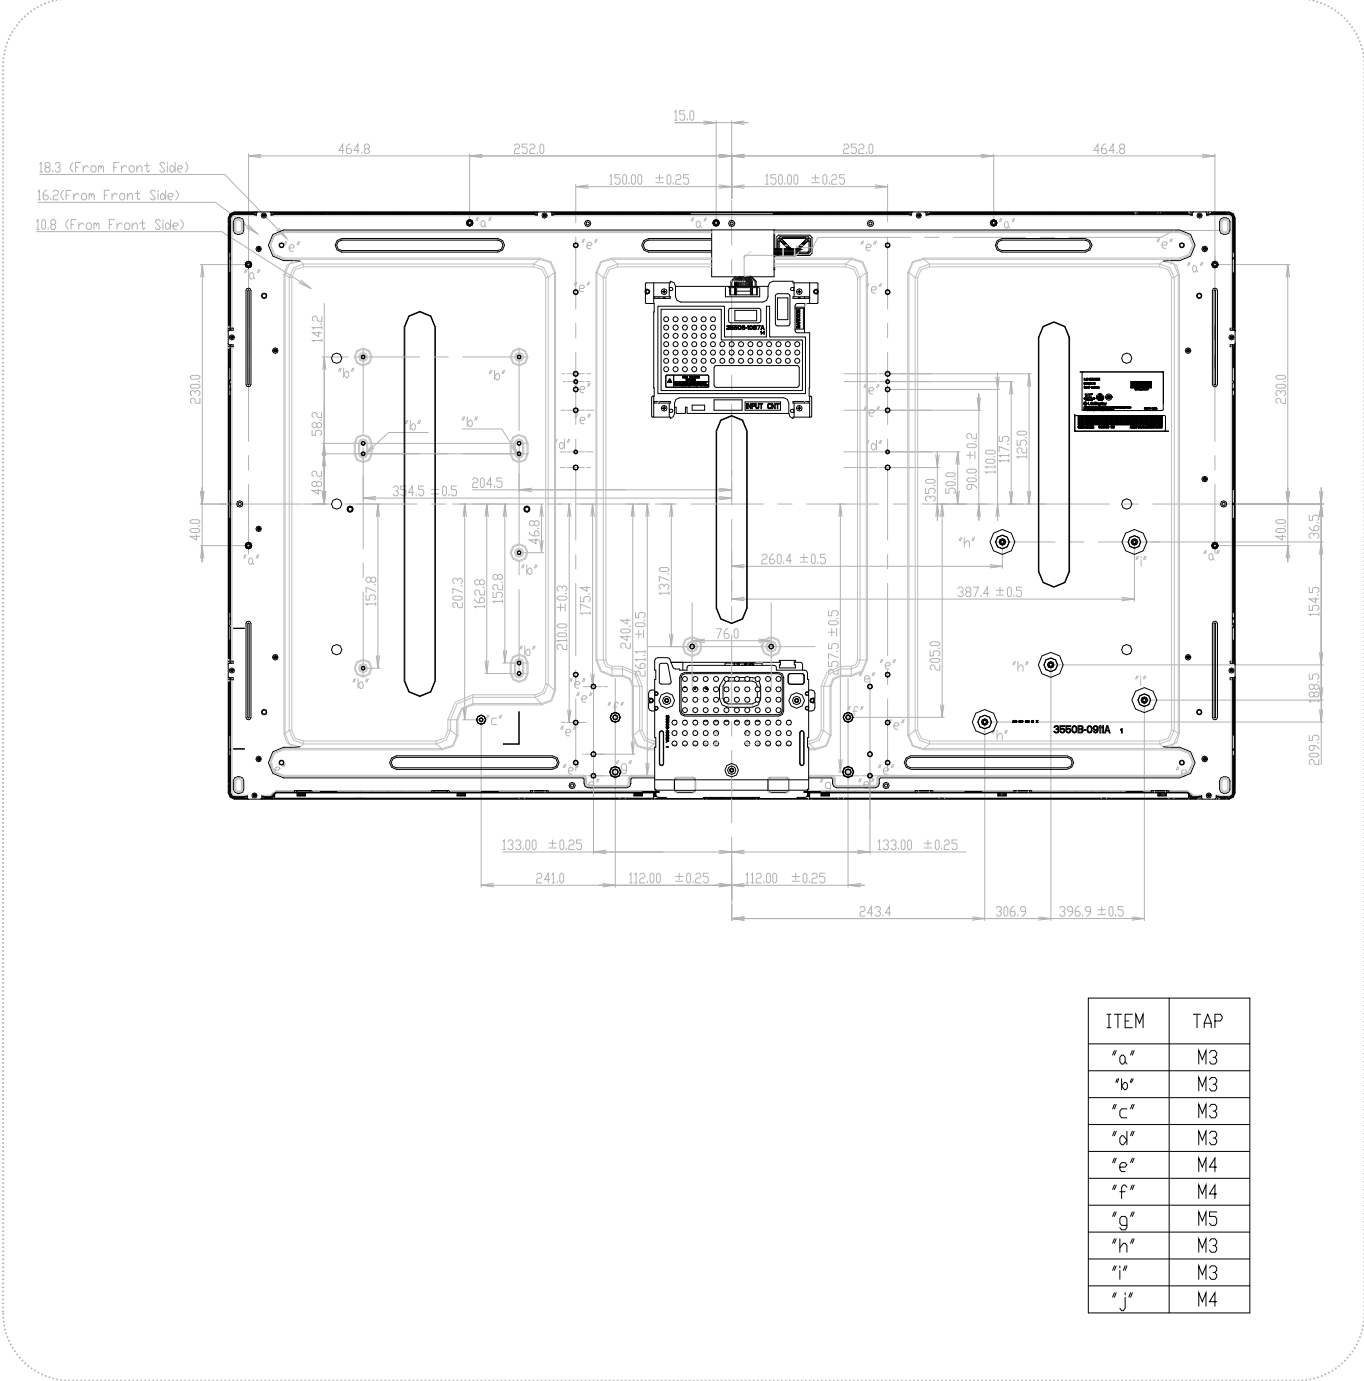 15.0
464.8 252.0 252.0 464.8
18.3 (From Front Side)
150.00 ±0.25 150.00 ±0.25
16.2(From Front Side)
10.8 (From Front Side)
"a" "a" "a"
"e" "e" "e" "e"
"a" "a"
"e" "e"
3550B-1087A
141.2
230.0 230.0
"b" "b"
"e" "e"
INPUT CNT
"e" "e"
58.2 "b" "b"
"d" "d"
48.2
35.0 50.0 90.0 ±0.2 110.0 117.5 125.0
354.5 ±0.5 204.5
40.0 46.8 40.0 36.5
"a" "b" "h" "i" "a"
260.4 ±0.5
157.8 207.3 162.8 152.8 210.0 ±0.3 175.4 137.0
387.4 ±0.5
154.5
240.4 261.1 ±0.5 76.0 257.5 ±0.5 205.0
"b" "b" "e" "e" "h"
"e" "e" "i"
188.5
"c" "f" "f"
"e" "e" "h"
3550B-0911A 1
209.5
"e" "e" "g" "e" "e"
"e" "g" "e"
133.00 ±0.25 133.00 ±0.25
241.0 112.00 ±0.25 112.00 ±0.25
243.4 306.9 396.9 ±0.5
ITEM TAP
"a" M3
"b" M3
"c" M3
"d" M3
"e" M4
"f" M4
"g" M5
"h" M3
"i" M3
"j" M4